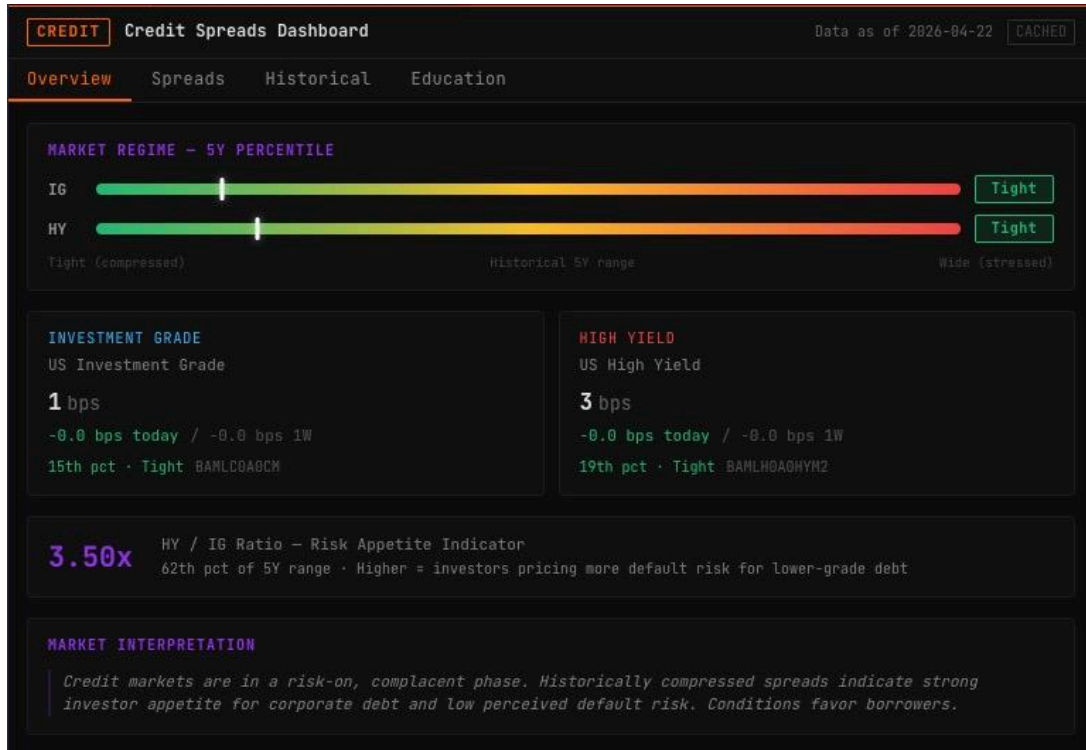 CREDIT Credit Spreads Dashboard Data as of 2026-04-22 CACHED
Overview Spreads Historical Education
MARKET REGIME — 5Y PERCENTILE
IG Tight
HY Tight
Tight (compressed) Historical 5Y range Wide (stressed)
INVESTMENT GRADE
US Investment Grade
1 bps
-0.0 bps today / -0.0 bps 1W
15th pct · Tight BAMLC0A0CM
HIGH YIELD
US High Yield
3 bps
-0.0 bps today / -0.0 bps 1W
19th pct · Tight BAMLH0A0HYM2
3.50x
HY / IG Ratio — Risk Appetite Indicator
62th pct of 5Y range · Higher = investors pricing more default risk for lower-grade debt
MARKET INTERPRETATION
Credit markets are in a risk-on, complacent phase. Historically compressed spreads indicate strong
investor appetite for corporate debt and low perceived default risk. Conditions favor borrowers.